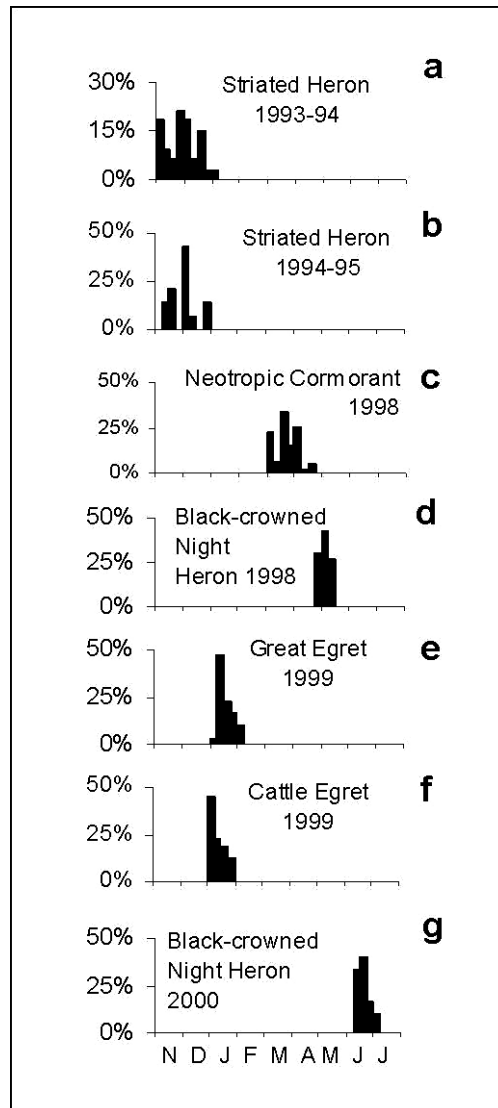 a
30%
15%
0%
Striated Heron
1993-94
b
50%
25%
0%
Striated Heron
1994-95
c
50%
25%
0%
Neotropic Cormorant
1998
d
50%
25%
0%
Black-crowned
Night
Heron 1998
e
50%
25%
0%
Great Egret
1999
f
50%
25%
0%
Cattle Egret
1999
g
50%
25%
0%
Black-crowned
Night Heron
2000
N D J F M A M J J